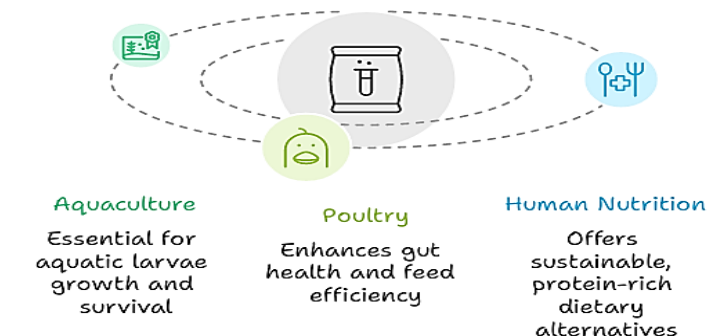 Aquaculture
Essential for
aquatic larvae
growth and
survival
Poultry
Enhances gut
health and feed
efficiency
Human Nutrition
Offers
sustainable,
protein-rich
dietary
alternatives